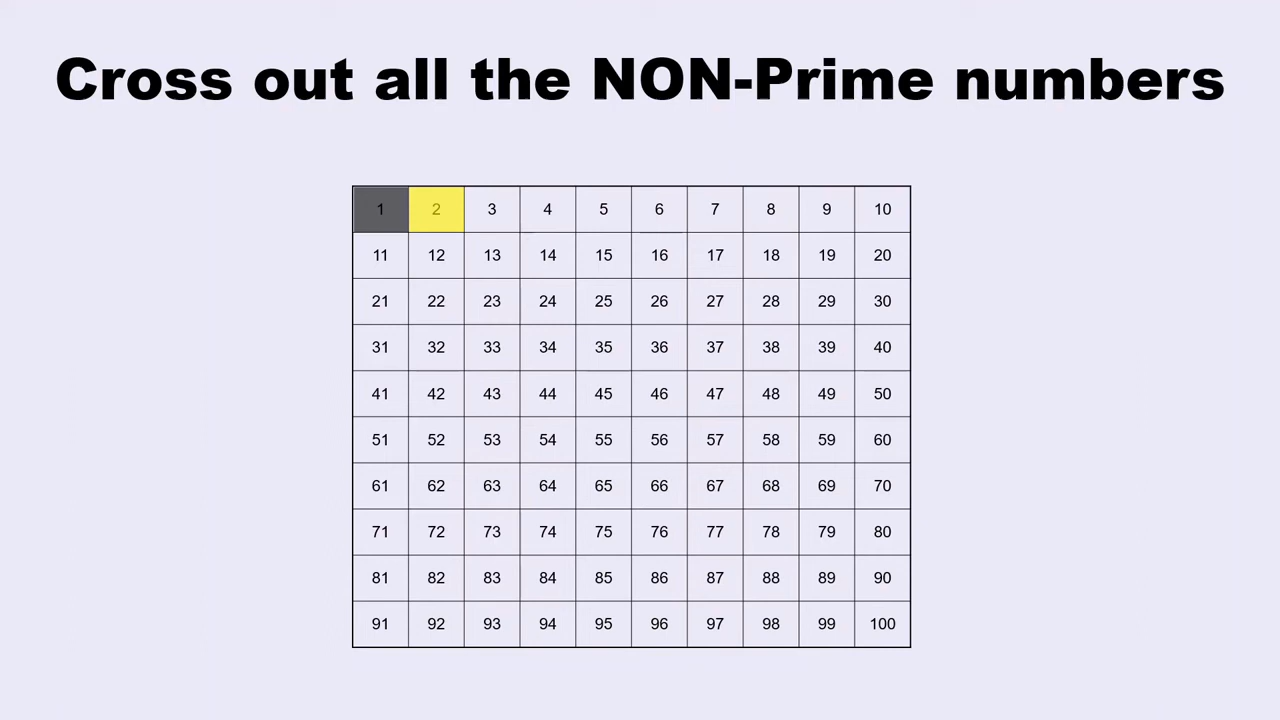 Cross out all the NON-Prime numbers
1 2 3 4 5 6 7 8 9 10
11 12 13 14 15 16 17 18 19 20
21 22 23 24 25 26 27 28 29 30
31 32 33 34 35 36 37 38 39 40
41 42 43 44 45 46 47 48 49 50
51 52 53 54 55 56 57 58 59 60
61 62 63 64 65 66 67 68 69 70
71 72 73 74 75 76 77 78 79 80
81 82 83 84 85 86 87 88 89 90
91 92 93 94 95 96 97 98 99 100